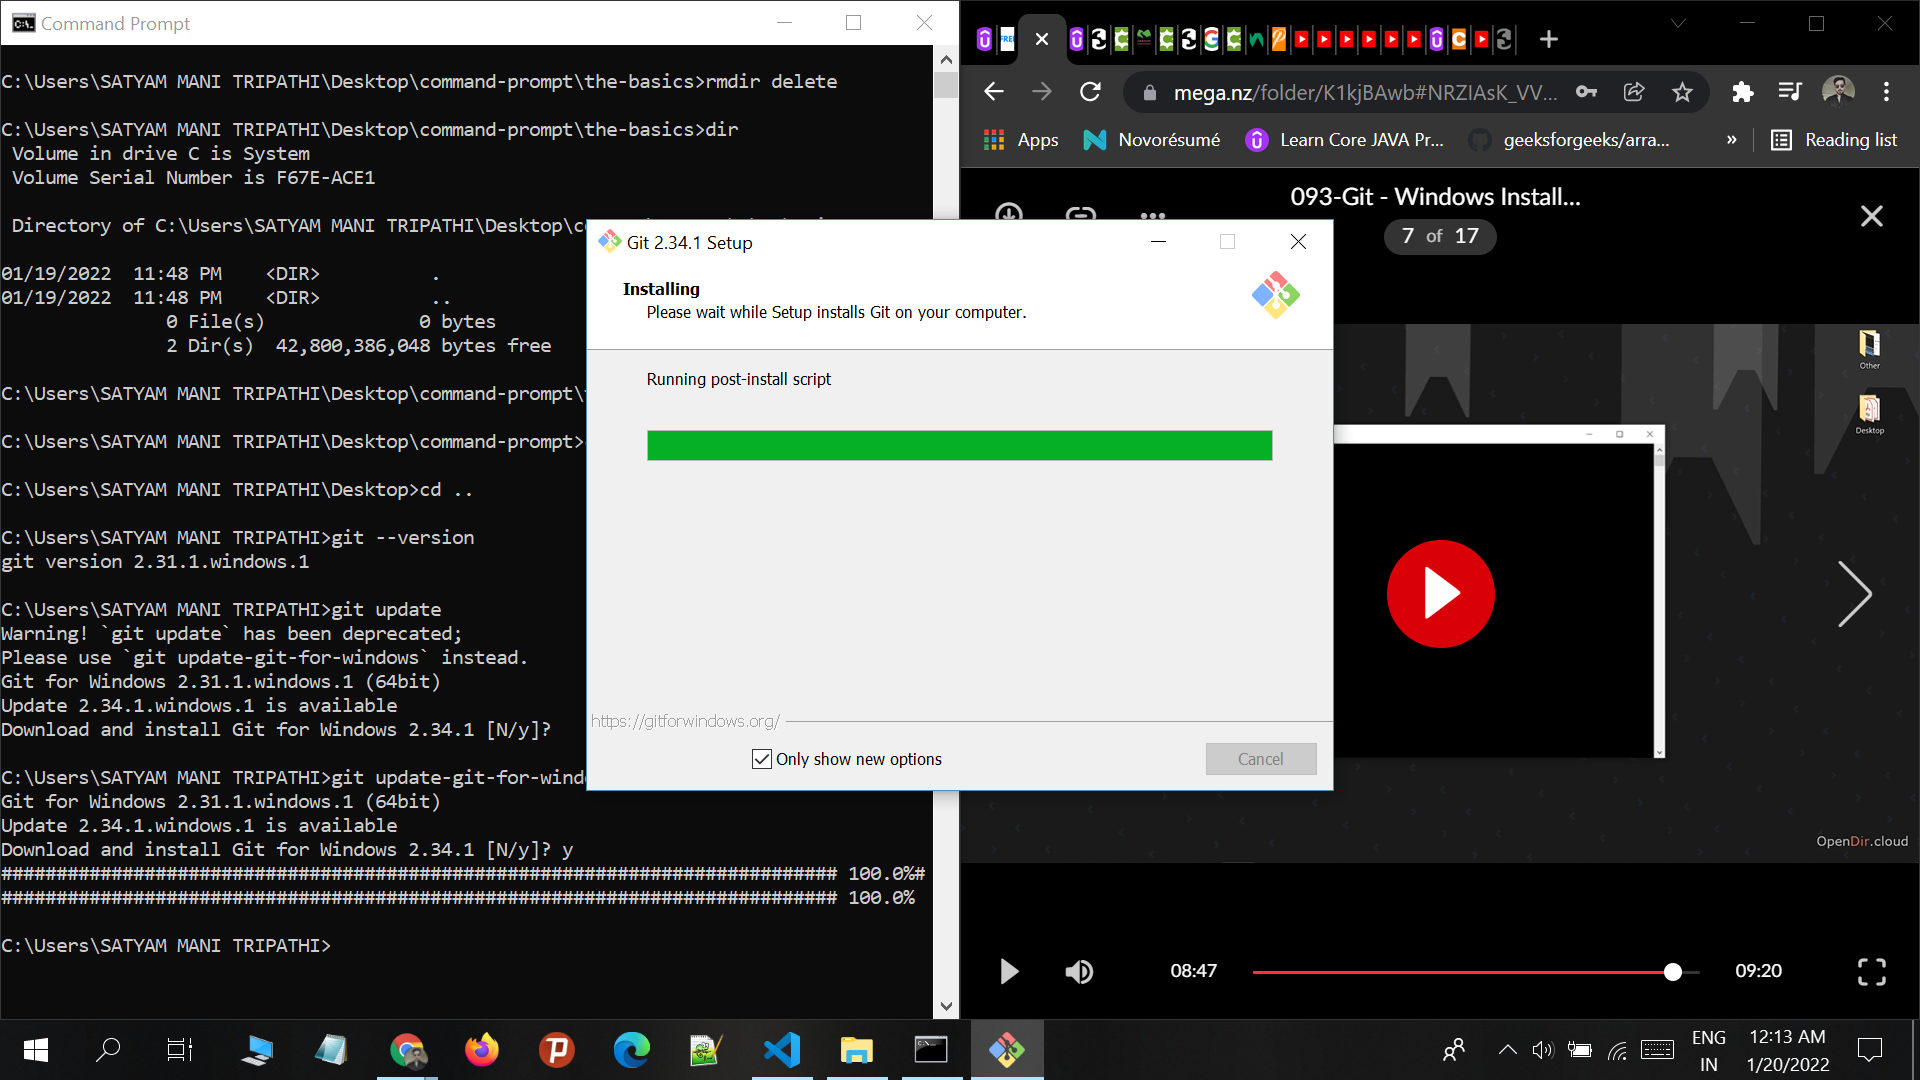 Command Prompt
C:\Users\SATYAM MANI TRIPATHI\Desktop\command-prompt\the-basics>rmdir delete
C:\Users\SATYAM MANI TRIPATHI\Desktop\command-prompt\the-basics>dir
Volume in drive C is System
Volume Serial Number is F67E-ACE1
Directory of C:\Users\SATYAM MANI TRIPATHI\Desktop\c
01/19/2022  11:48 PM    <DIR>          .
01/19/2022  11:48 PM    <DIR>          ..
0 File(s)              0 bytes
2 Dir(s)  42,800,386,048 bytes free
C:\Users\SATYAM MANI TRIPATHI\Desktop\command-prompt\
C:\Users\SATYAM MANI TRIPATHI\Desktop\command-prompt>
C:\Users\SATYAM MANI TRIPATHI\Desktop>cd ..
C:\Users\SATYAM MANI TRIPATHI>git --version
git version 2.31.1.windows.1
C:\Users\SATYAM MANI TRIPATHI>git update
Warning! `git update` has been deprecated;
Please use `git update-git-for-windows` instead.
Git for Windows 2.31.1.windows.1 (64bit)
Update 2.34.1.windows.1 is available
Download and install Git for Windows 2.34.1 [N/y]?
C:\Users\SATYAM MANI TRIPATHI>git update-git-for-wind
Git for Windows 2.31.1.windows.1 (64bit)
Update 2.34.1.windows.1 is available
Download and install Git for Windows 2.34.1 [N/y]? y
############################################################################ 100.0%#
############################################################################ 100.0%
C:\Users\SATYAM MANI TRIPATHI>
Git 2.34.1 Setup
Installing
Please wait while Setup installs Git on your computer.
Running post-install script
https://gitforwindows.org/
Only show new options
Cancel
mega.nz/folder/K1kjBAwb#NRZIAsK_VV...
Apps
Novorésumé
Learn Core JAVA Pr...
geeksforgeeks/arra...
»
Reading list
093-Git - Windows Install...
7 of 17
Other
Desktop
OpenDir.cloud
08:47
09:20
ENG
IN
12:13 AM
1/20/2022